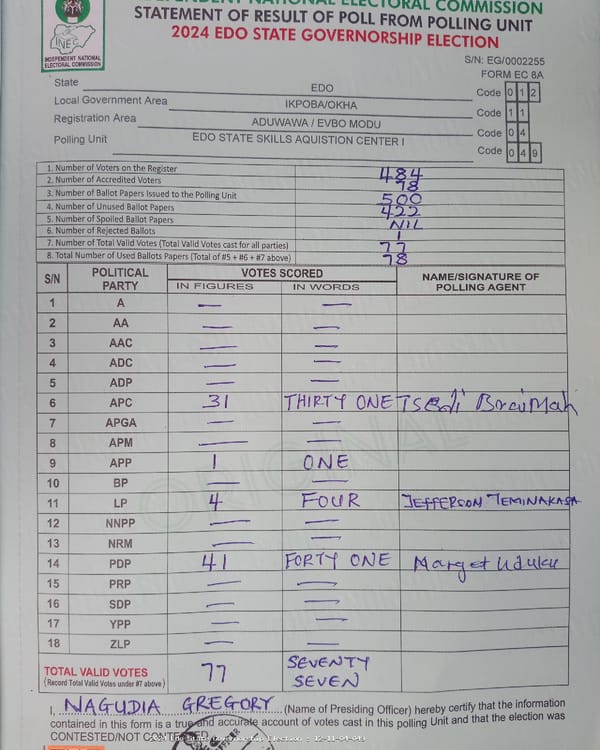 INDEPENDENT NATIONAL ELECTORAL COMMISSION
STATEMENT OF RESULT OF POLL FROM POLLING UNIT
2024 EDO STATE GOVERNORSHIP ELECTION
INEC
INDEPENDENT NATIONAL
ELECTORAL COMMISSION
S/N: EG/0002255
FORM EC 8A
State EDO Code 0 1 2
Local Government Area IKPOBA/OKHA Code 1 1
Registration Area ADUWAWA / EVBO MODU Code 0 4
Polling Unit EDO STATE SKILLS AQUISTION CENTER I Code 0 4 9
1. Number of Voters on the Register 484
2. Number of Accredited Voters 78
3. Number of Ballot Papers Issued to the Polling Unit 500
4. Number of Unused Ballot Papers 422
5. Number of Spoiled Ballot Papers NIL
6. Number of Rejected Ballots 1
7. Number of Total Valid Votes (Total Valid Votes cast for all parties) 77
8. Total Number of Used Ballots Papers (Total of #5 + #6 + #7 above) 78
S/N POLITICAL PARTY VOTES SCORED NAME/SIGNATURE OF POLLING AGENT
IN FIGURES IN WORDS
1 A — —
2 AA — —
3 AAC — —
4 ADC — —
5 ADP — —
6 APC 31 THIRTY ONE Tsedi Braimah
7 APGA — —
8 APM — —
9 APP 1 ONE
10 BP — —
11 LP 4 FOUR JEFFERSON TEMINAKASA
12 NNPP — —
13 NRM — —
14 PDP 41 FORTY ONE Marget Uduku
15 PRP — —
16 SDP — —
17 YPP — —
18 ZLP — —
TOTAL VALID VOTES 77 SEVENTY SEVEN
(Record Total Valid Votes under #7 above)
ORIGINAL
I, NAGUDIA GREGORY (Name of Presiding Officer) hereby certify that the information
contained in this form is a true and accurate account of votes cast in this polling Unit and that the election was
CONTESTED/NOT CONTESTED